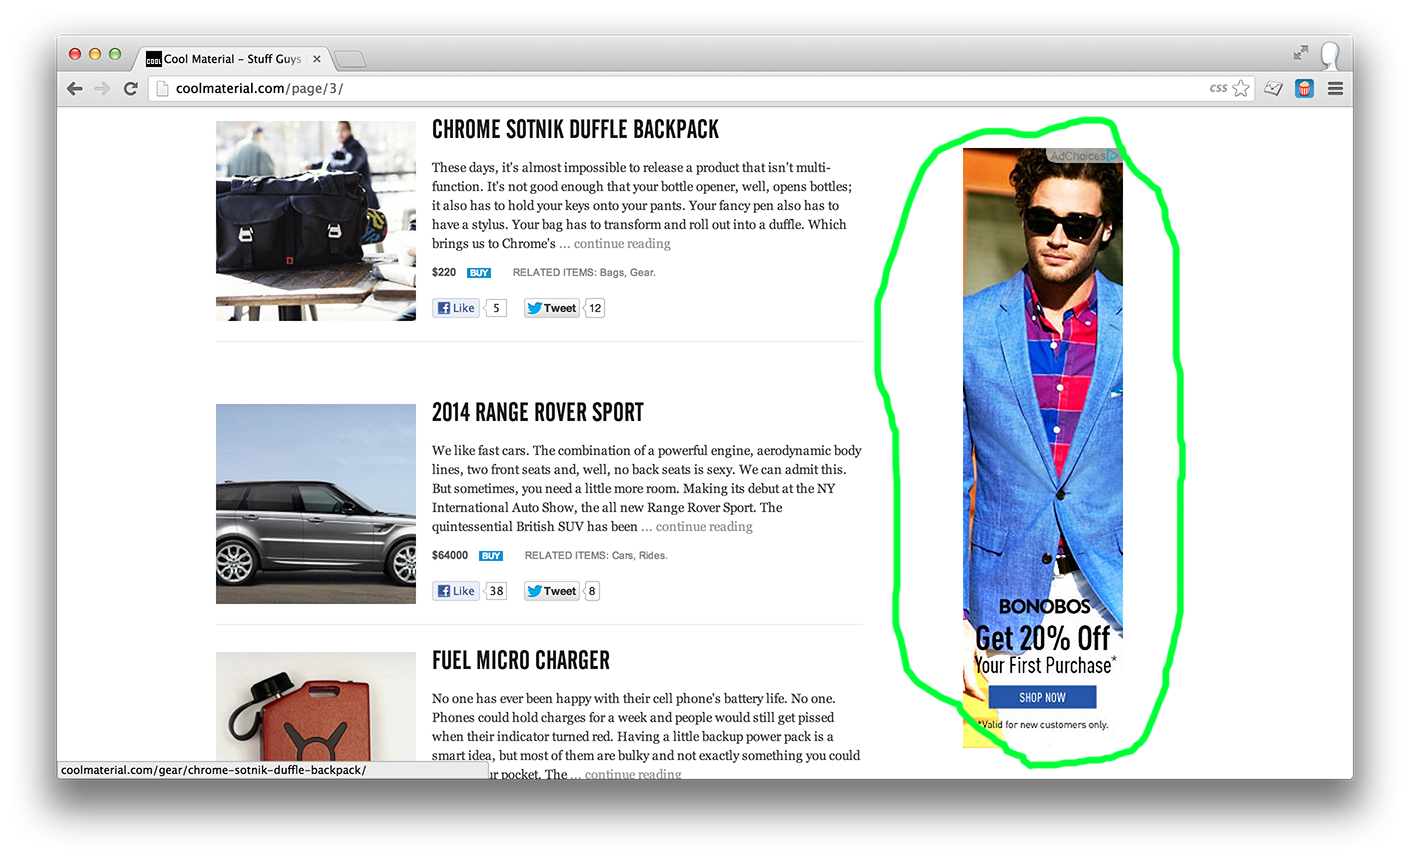 COOL Cool Material – Stuff Guys
coolmaterial.com/page/3/
CSS
CHROME SOTNIK DUFFLE BACKPACK
These days, it's almost impossible to release a product that isn't multi-
function. It's not good enough that your bottle opener, well, opens bottles;
it also has to hold your keys onto your pants. Your fancy pen also has to
have a stylus. Your bag has to transform and roll out into a duffle. Which
brings us to Chrome's ... continue reading
$220 BUY RELATED ITEMS: Bags, Gear.
Like 5 Tweet 12
2014 RANGE ROVER SPORT
We like fast cars. The combination of a powerful engine, aerodynamic body
lines, two front seats and, well, no back seats is sexy. We can admit this.
But sometimes, you need a little more room. Making its debut at the NY
International Auto Show, the all new Range Rover Sport. The
quintessential British SUV has been ... continue reading
$64000 BUY RELATED ITEMS: Cars, Rides.
Like 38 Tweet 8
FUEL MICRO CHARGER
No one has ever been happy with their cell phone's battery life. No one.
Phones could hold charges for a week and people would still get pissed
when their indicator turned red. Having a little backup power pack is a
smart idea, but most of them are bulky and not exactly something you could
ur pocket. The ... continue reading
coolmaterial.com/gear/chrome-sotnik-duffle-backpack/
AdChoices
BONOBOS
Get 20% Off
Your First Purchase*
SHOP NOW
*Valid for new customers only.